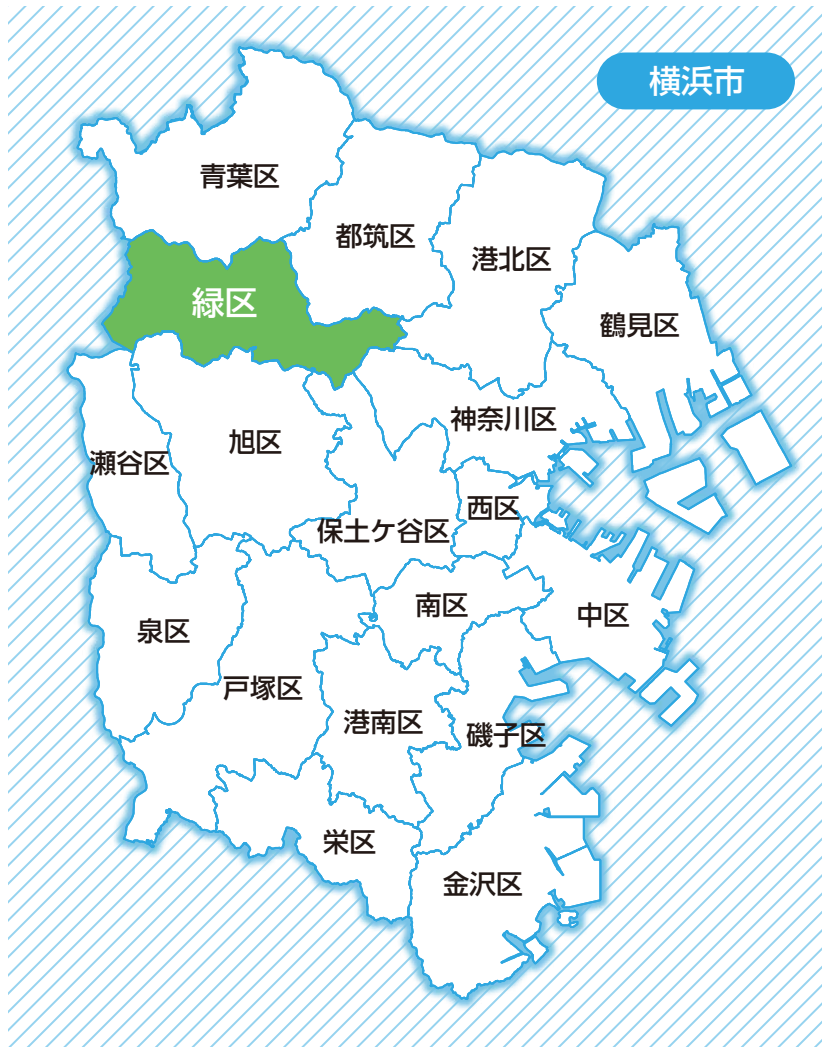 横浜市
青葉区
都筑区
港北区
緑区
鶴見区
神奈川区
旭区
瀬谷区
西区
保土ケ谷区
南区
中区
泉区
戸塚区
港南区
磯子区
栄区
金沢区